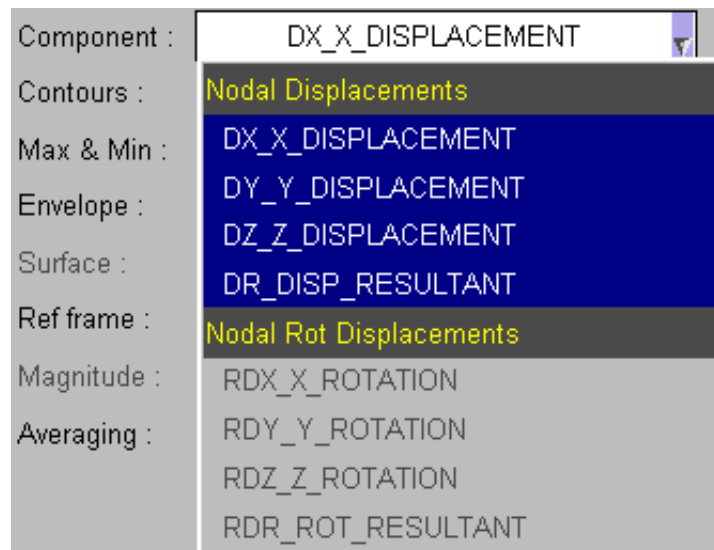 Component : DX_X_DISPLACEMENT
Contours : Nodal Displacements
Max & Min : DX_X_DISPLACEMENT
DY_Y_DISPLACEMENT
Envelope :
DZ_Z_DISPLACEMENT
Surface :
DR_DISP_RESULTANT
Ref frame : Nodal Rot Displacements
Magnitude : RDX_X_ROTATION
Averaging : RDY_Y_ROTATION
RDZ_Z_ROTATION
RDR_ROT_RESULTANT